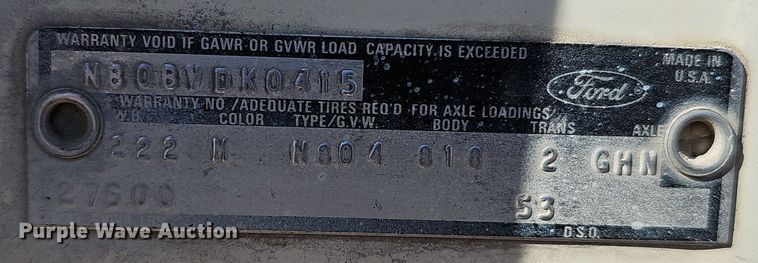 WARRANTY VOID IF GAWR OR GVWR LOAD CAPACITY IS EXCEEDED
MADE IN
U.S.A.
N80BVDK0415
Ford
WARRANTY NO./ADEQUATE TIRES REQ'D FOR AXLE LOADINGS
W.B. COLOR TYPE/G.V.W. BODY TRANS AXLE
222 M N804 818 2 GHN
27500 53
D.S.O.
Purple Wave Auction